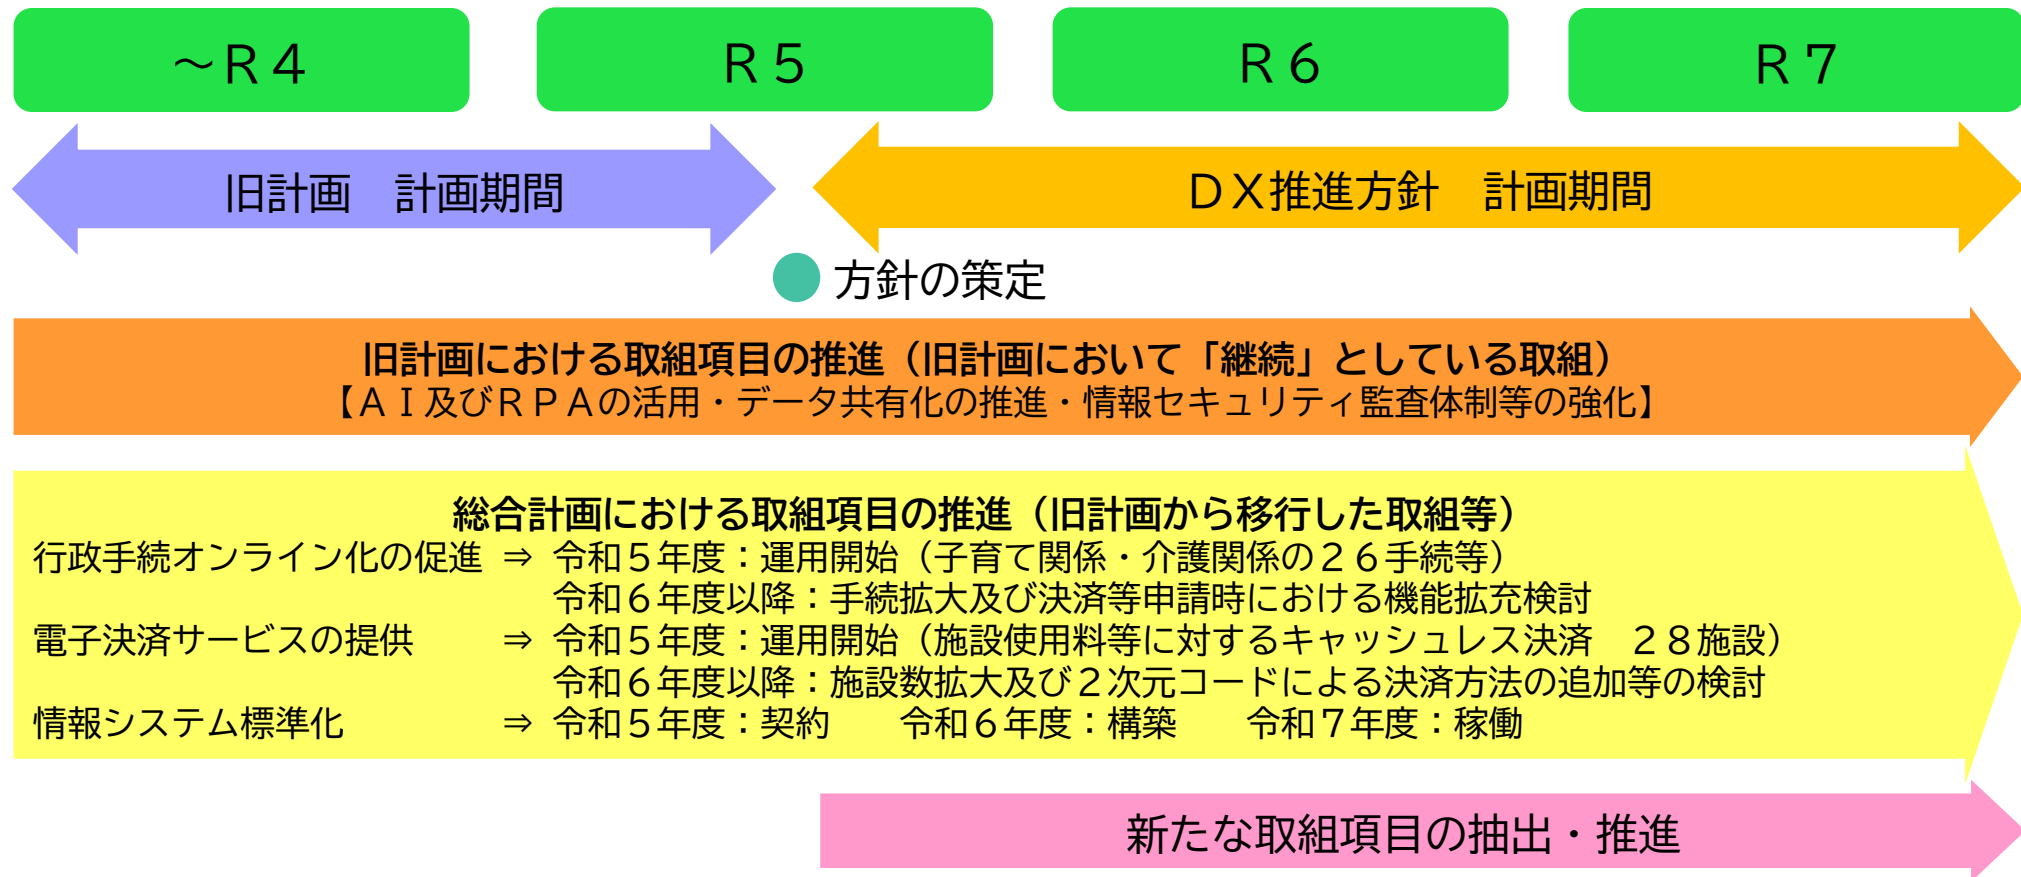 ～Ｒ４
Ｒ５
Ｒ６
Ｒ７
旧計画　計画期間
ＤＸ推進方針　計画期間
方針の策定
旧計画における取組項目の推進（旧計画において「継続」としている取組）
【ＡＩ及びＲＰＡの活用・データ共有化の推進・情報セキュリティ監査体制等の強化】
総合計画における取組項目の推進（旧計画から移行した取組等）
行政手続オンライン化の促進 ⇒ 令和５年度：運用開始（子育て関係・介護関係の２６手続等）
令和６年度以降：手続拡大及び決済等申請時における機能拡充検討
電子決済サービスの提供 ⇒ 令和５年度：運用開始（施設使用料等に対するキャッシュレス決済　２８施設）
令和６年度以降：施設数拡大及び２次元コードによる決済方法の追加等の検討
情報システム標準化 ⇒ 令和５年度：契約　　令和６年度：構築　　令和７年度：稼働
新たな取組項目の抽出・推進